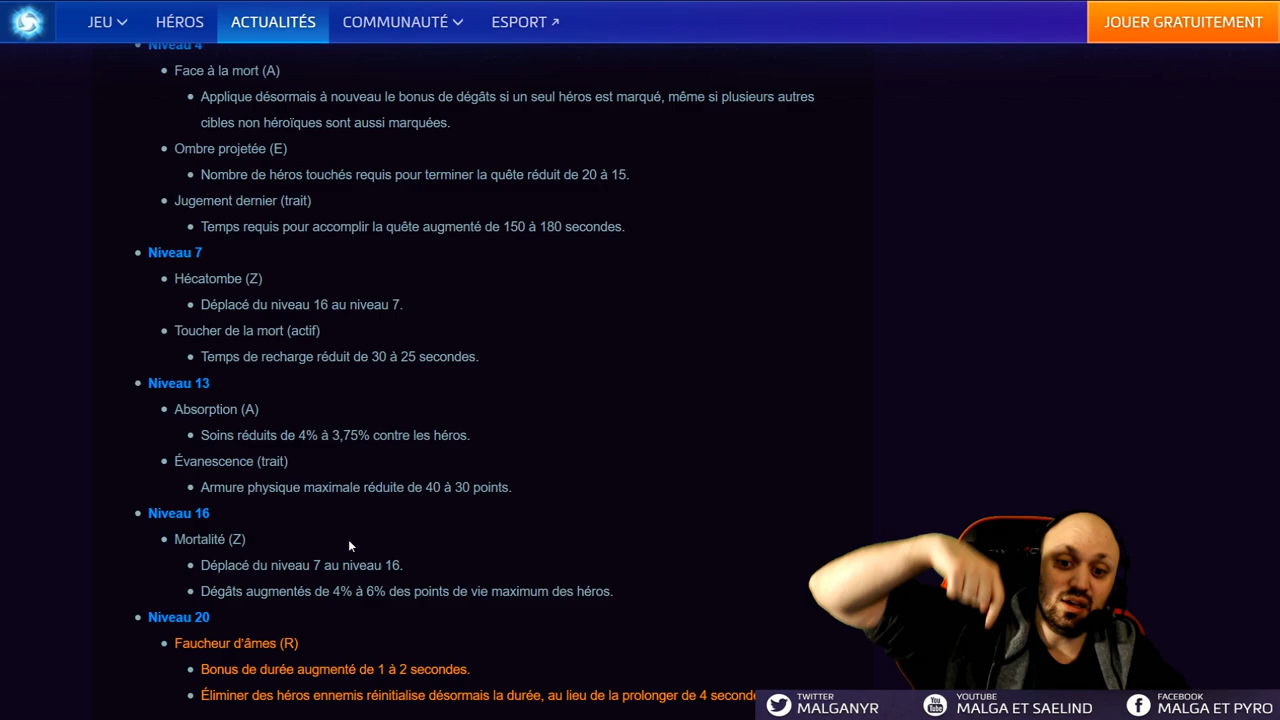 JEU HÉROS ACTUALITÉS COMMUNAUTÉ ESPORT JOUER GRATUITEMENT
Niveau 4
Face à la mort (A)
Applique désormais à nouveau le bonus de dégâts si un seul héros est marqué, même si plusieurs autres
cibles non héroïques sont aussi marquées.
Ombre projetée (E)
Nombre de héros touchés requis pour terminer la quête réduit de 20 à 15.
Jugement dernier (trait)
Temps requis pour accomplir la quête augmenté de 150 à 180 secondes.
Niveau 7
Hécatombe (Z)
Déplacé du niveau 16 au niveau 7.
Toucher de la mort (actif)
Temps de recharge réduit de 30 à 25 secondes.
Niveau 13
Absorption (A)
Soins réduits de 4% à 3,75% contre les héros.
Évanescence (trait)
Armure physique maximale réduite de 40 à 30 points.
Niveau 16
Mortalité (Z)
Déplacé du niveau 7 au niveau 16.
Dégâts augmentés de 4% à 6% des points de vie maximum des héros.
Niveau 20
Faucheur d'âmes (R)
Bonus de durée augmenté de 1 à 2 secondes.
Éliminer des héros ennemis réinitialise désormais la durée, au lieu de la prolonger de 4 seconde
TWITTER
MALGANYR
YOUTUBE
MALGA ET SAELIND
FACEBOOK
MALGA ET PYRO